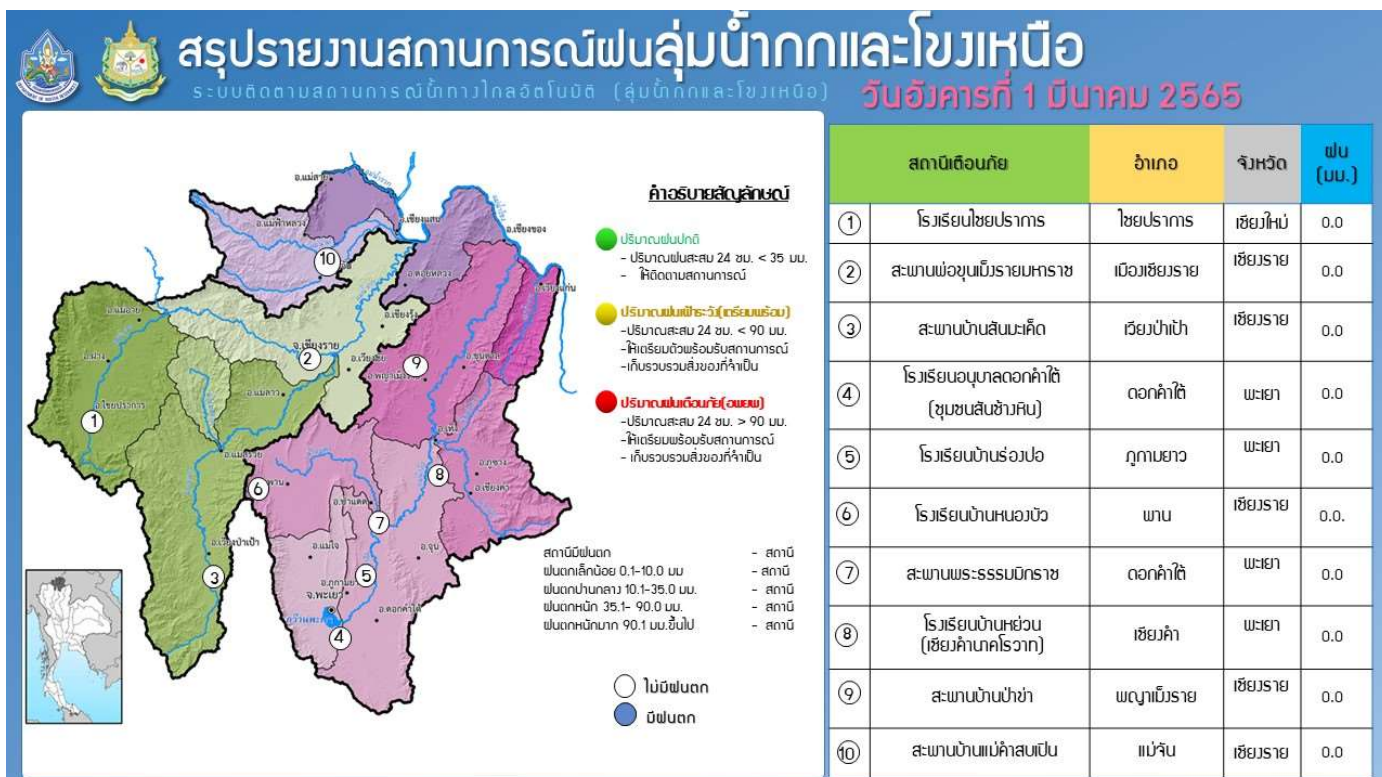 สรุปรายงานสถานการณ์ฝนลุ่มน้ำกกและโขงเหนือ
ระบบติดตามสถานการณ์น้ำทางไกลอัตโนมัติ (ลุ่มน้ำกกและโขงเหนือ)
วันอังคารที่ 1 มีนาคม 2565
อ.แม่สาย
อ.แม่ฟ้าหลวง
อ.เชียงแสน
อ.เชียงของ
10
อ.ดอยหลวง
อ.เวียงแก่น
อ.แม่อาย
อ.เชียงรุ้ง
จ.เชียงราย
2
อ.ฝาง
9
อ.แม่ลาว
อ.ไชยปราการ
1
อ.แม่สรวย
อ.เทิง
อ.ภูซาง
8
อ.เชียงคำ
6
พาน
อ.ป่าแดด
7
อ.เวียงป่าเป้า
อ.แม่ใจ
อ.จุน
3
5
จ.พะเยา
อ.ดอกคำใต้
4
คำอธิบายสัญลักษณ์
ปริมาณฝนปกติ
- ปริมาณฝนสะสม 24 ชม. < 35 มม.
- ให้ติดตามสถานการณ์
ปริมาณฝนเฝ้าระวัง(เตรียมพร้อม)
-ปริมาณสะสม 24 ชม. < 90 มม.
-ให้เตรียมตัวพร้อมรับสถานการณ์
-เก็บรวบรวมสิ่งของที่จำเป็น
ปริมาณฝนเตือนภัย(อพยพ)
-ปริมาณสะสม 24 ชม. > 90 มม.
-ให้เตรียมพร้อมรับสถานการณ์
- เก็บรวบรวมสิ่งของที่จำเป็น
สถานีมีฝนตก - สถานี
ฝนตกเล็กน้อย 0.1-10.0 มม - สถานี
ฝนตกปานกลาง 10.1-35.0 มม. - สถานี
ฝนตกหนัก 35.1- 90.0 มม. - สถานี
ฝนตกหนักมาก 90.1 มม.ขึ้นไป - สถานี
ไม่มีฝนตก
มีฝนตก
สถานีเตือนภัย อำเภอ จังหวัด ฝน (มม.)
1 โรงเรียนไชยปราการ ไชยปราการ เชียงใหม่ 0.0
2 สะพานพ่อขุนเม็งรายมหาราช เมืองเชียงราย เชียงราย 0.0
3 สะพานบ้านสันมะเค็ด เวียงป่าเป้า เชียงราย 0.0
4 โรงเรียนอนุบาลดอกคำใต้ (ชุมชนสันช้างหิน) ดอกคำใต้ พะเยา 0.0
5 โรงเรียนบ้านร่องปอ ภูกามยาว พะเยา 0.0
6 โรงเรียนบ้านหนองบัว พาน เชียงราย 0.0.
7 สะพานพระธรรมมิกราช ดอกคำใต้ พะเยา 0.0
8 โรงเรียนบ้านหย่วน (เชียงคำนาคโรวาท) เชียงคำ พะเยา 0.0
9 สะพานบ้านป่าข่า พญาเม็งราย เชียงราย 0.0
10 สะพานบ้านแม่คำสบเปิน แม่จัน เชียงราย 0.0